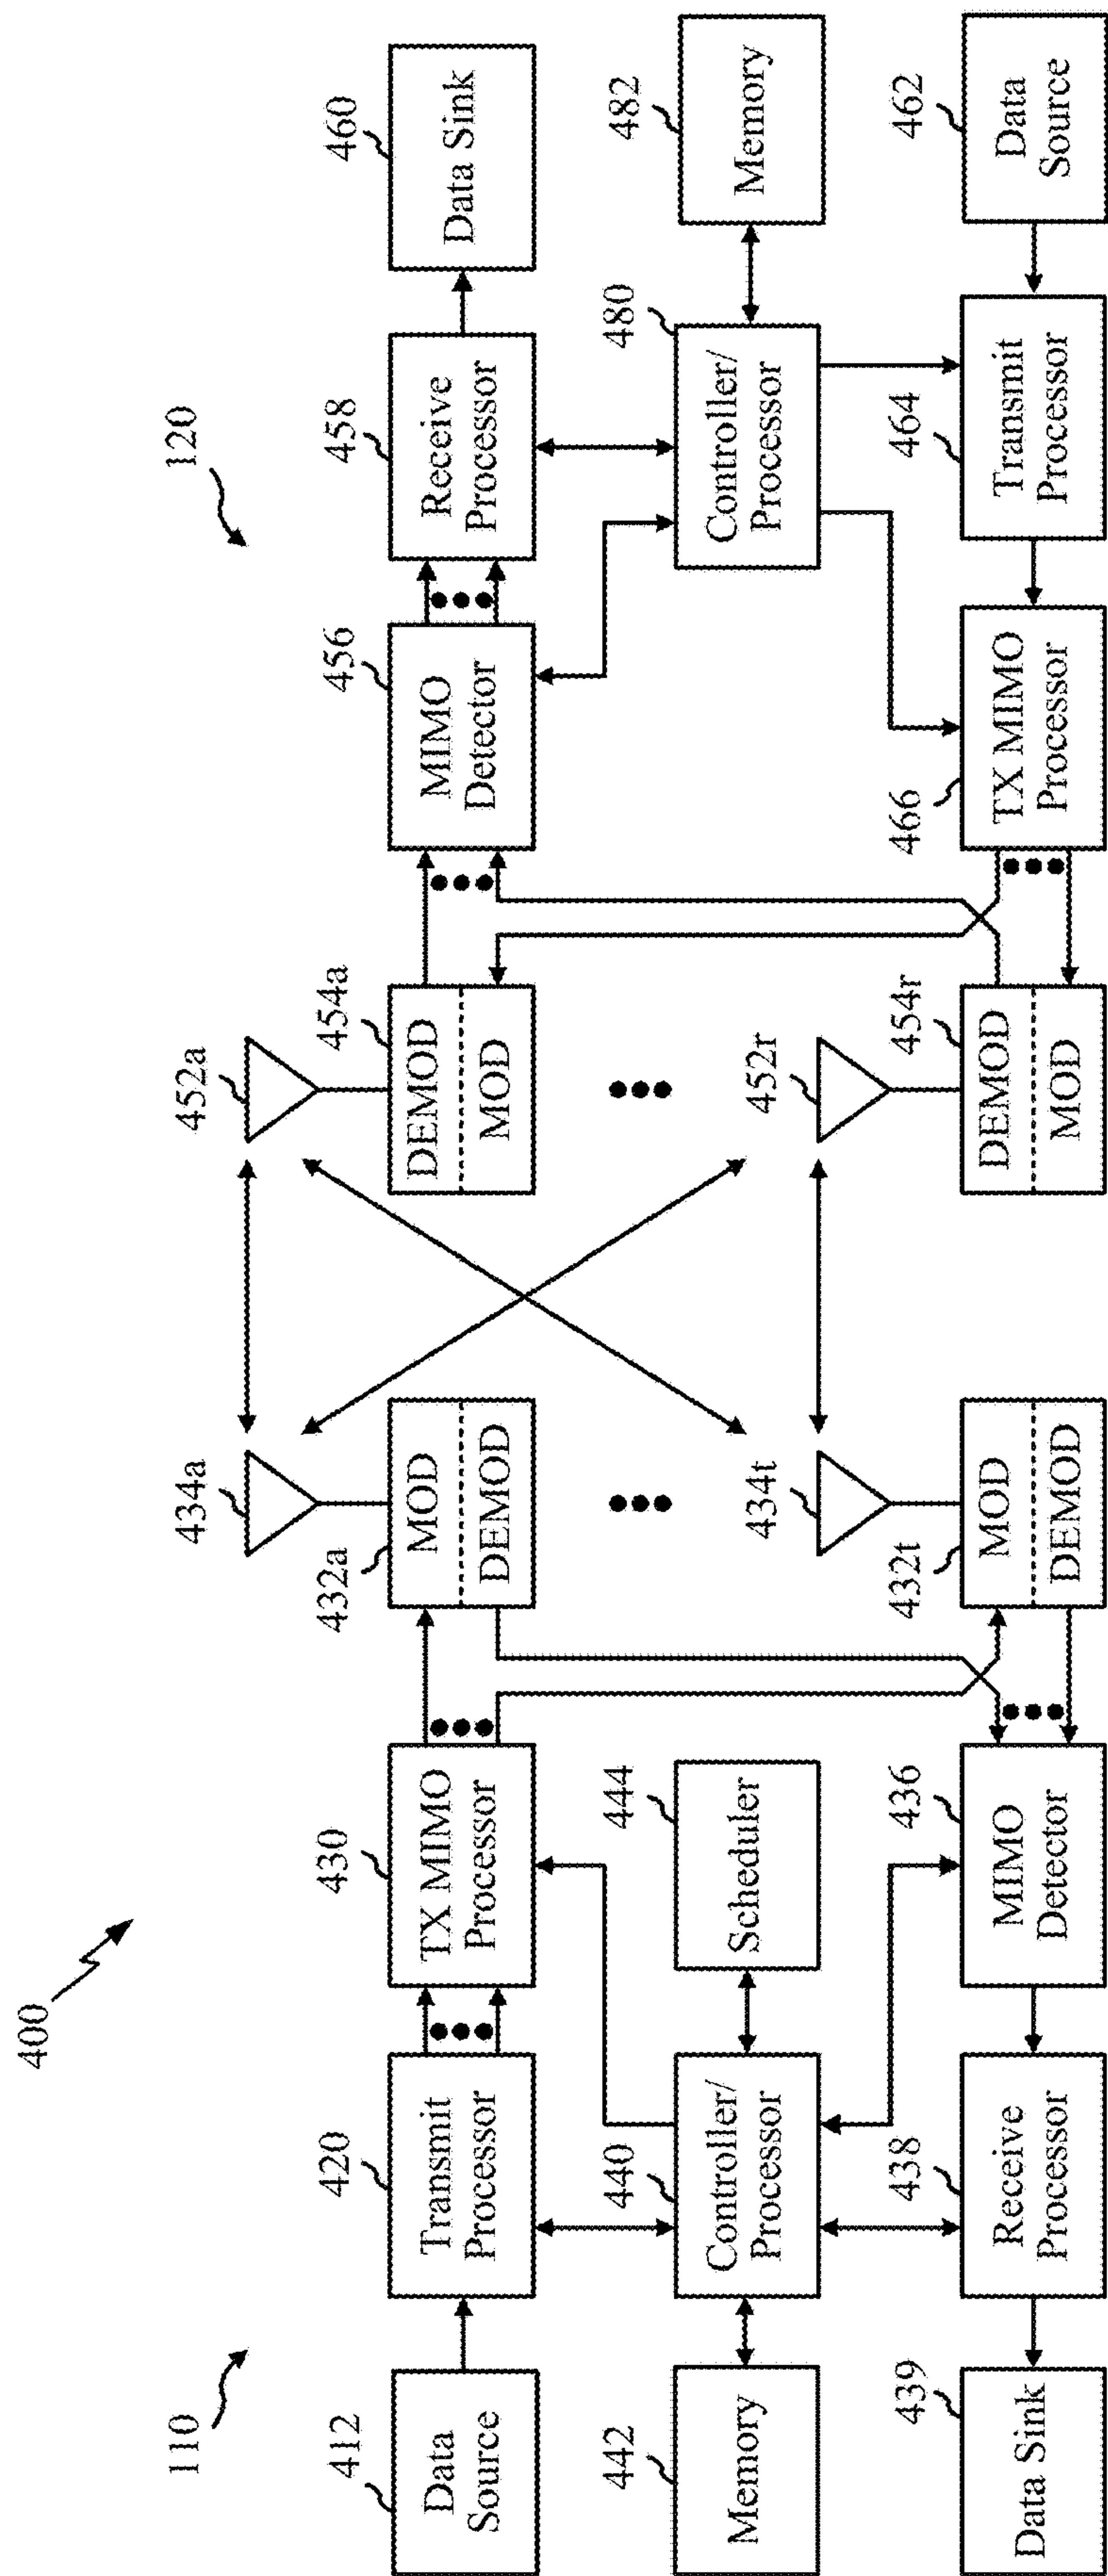 400
110
120
412
Data
Source
420
Transmit
Processor
430
TX MIMO
Processor
432a
MOD
DEMOD
434a
452a
454a
DEMOD
MOD
456
MIMO
Detector
458
Receive
Processor
460
Data Sink
442
Memory
440
Controller/
Processor
444
Scheduler
480
Controller/
Processor
482
Memory
439
Data Sink
438
Receive
Processor
436
MIMO
Detector
432t
MOD
DEMOD
434t
452r
454r
DEMOD
MOD
466
TX MIMO
Processor
464
Transmit
Processor
462
Data
Source